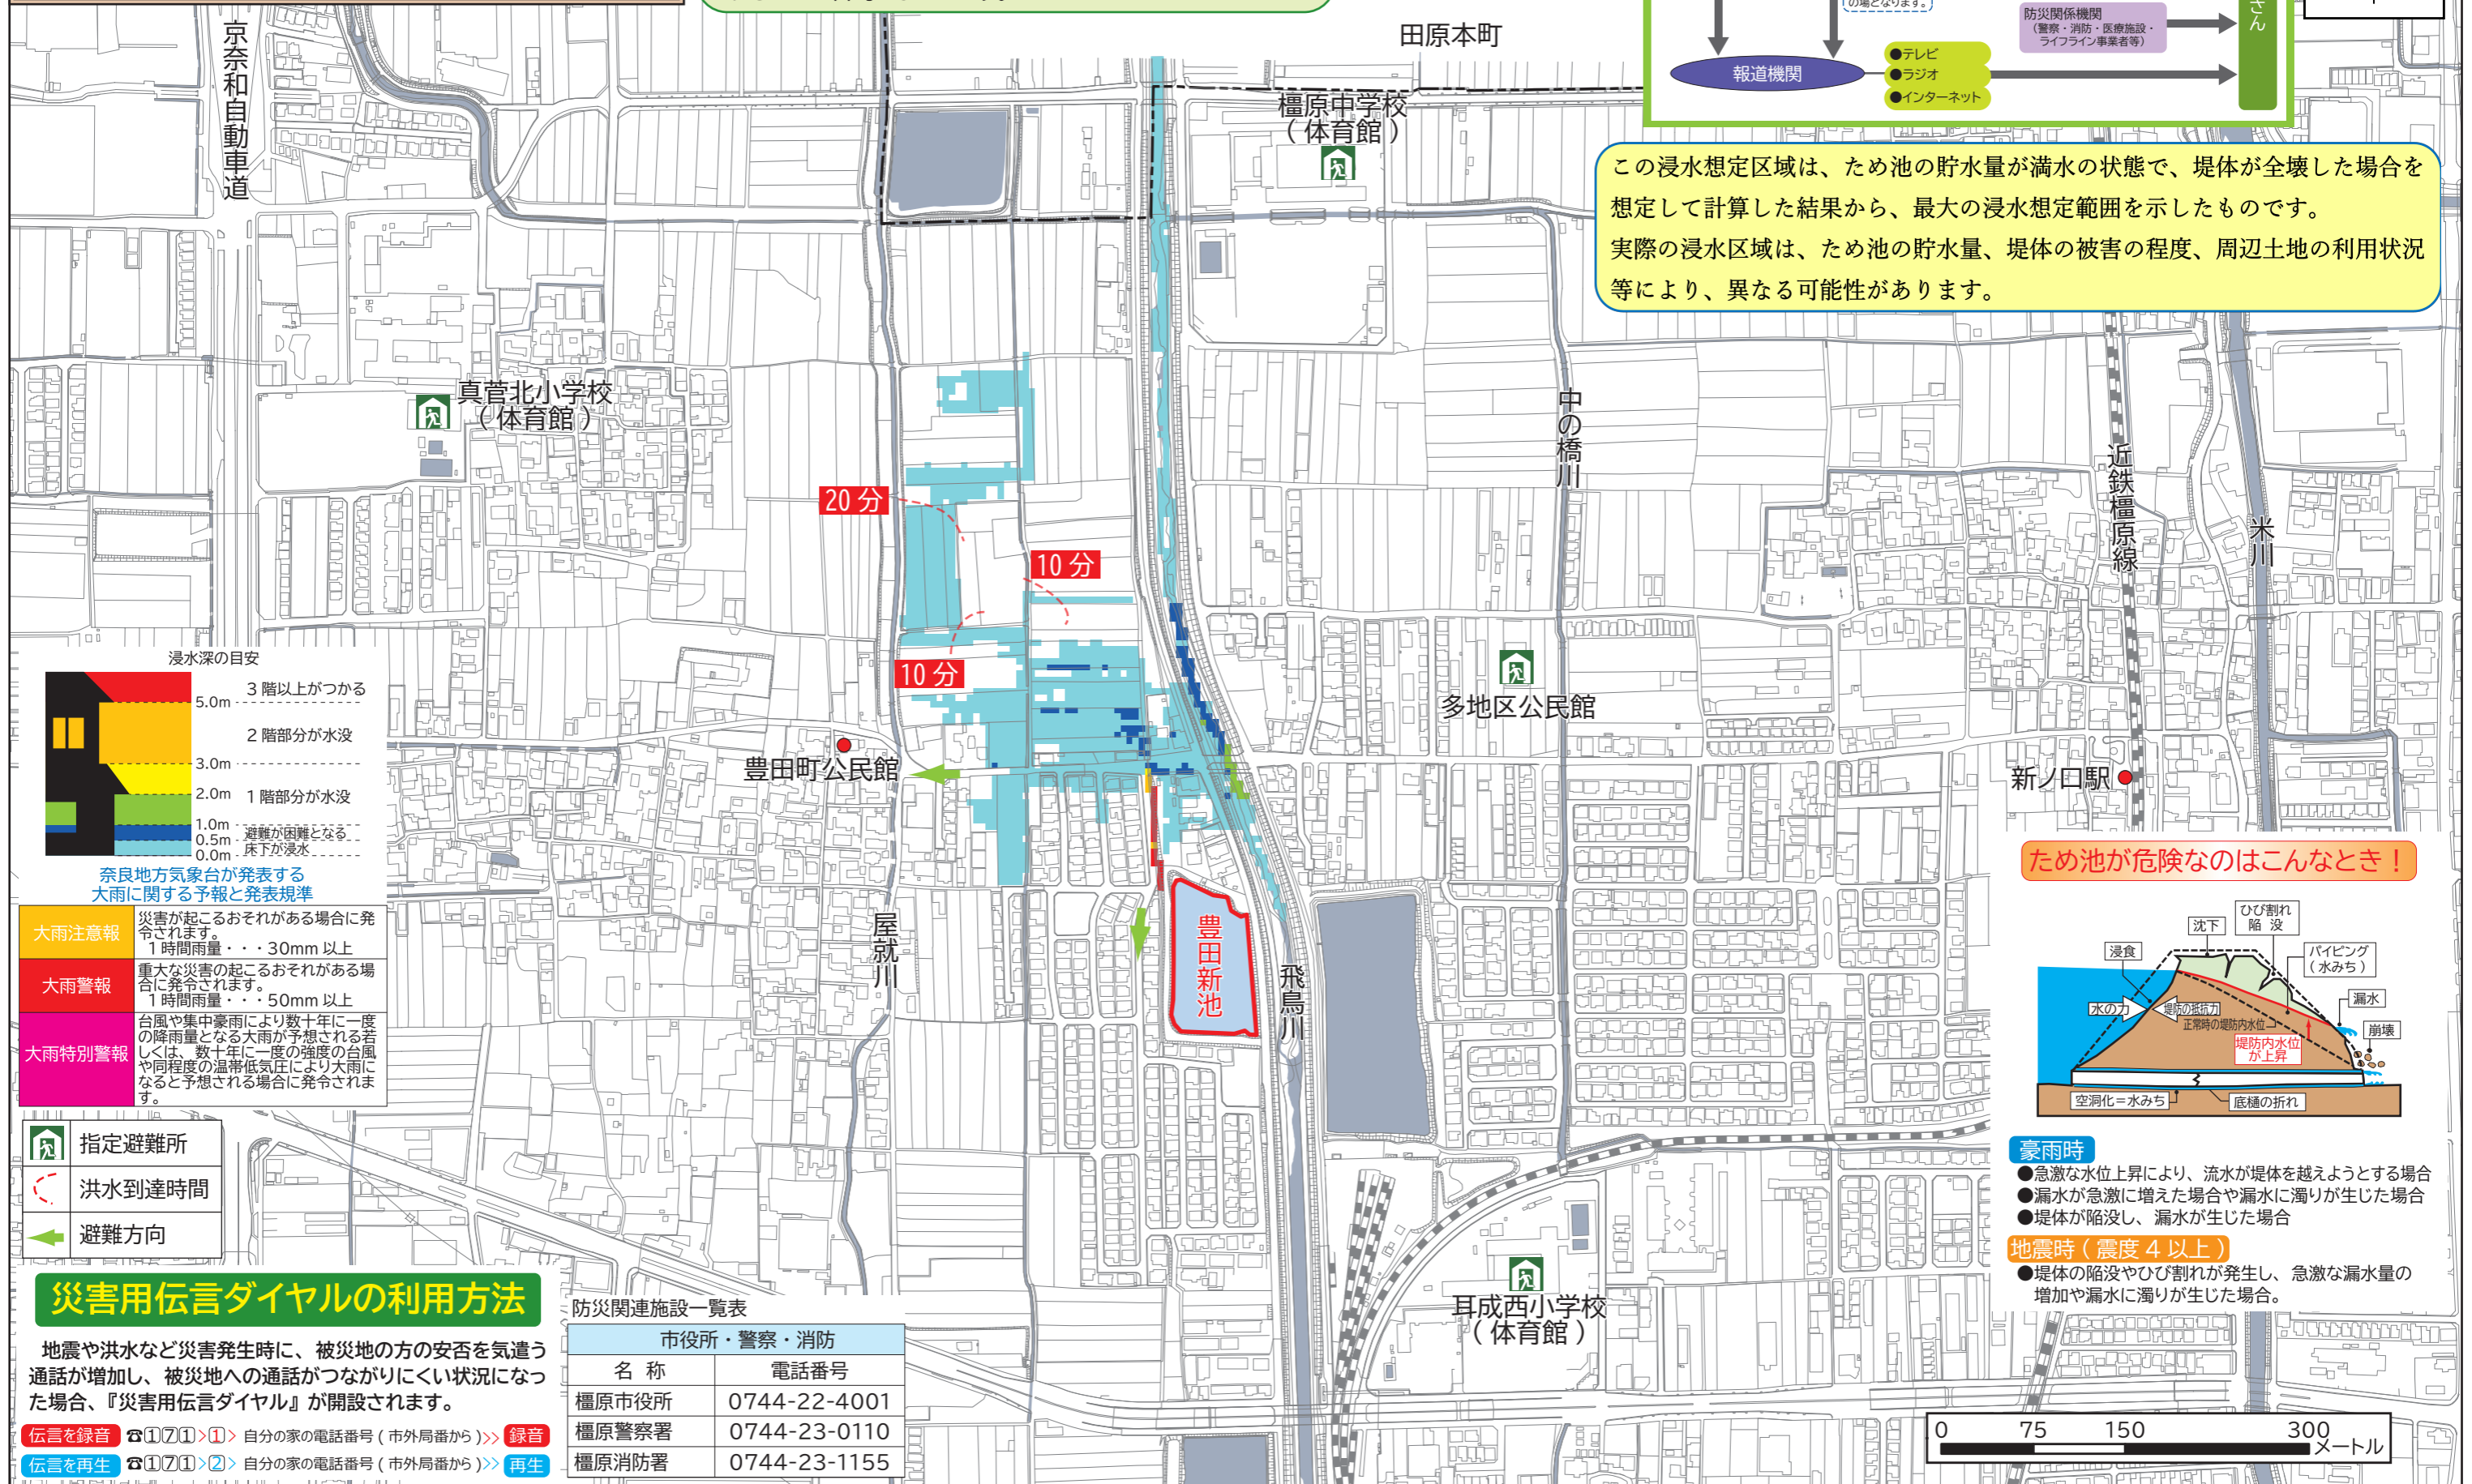 田原本町
京奈和自動車道
橿原中学校
(体育館)
の場となります。
防災関係機関
(警察・消防・医療施設・
ライフライン事業者等)
さん
報道機関
●テレビ
●ラジオ
●インターネット
この浸水想定区域は、ため池の貯水量が満水の状態で、堤体が全壊した場合を
想定して計算した結果から、最大の浸水想定範囲を示したものです。
実際の浸水区域は、ため池の貯水量、堤体の被害の程度、周辺土地の利用状況
等により、異なる可能性があります。
真菅北小学校
(体育館)
中の橋川
近鉄橿原線
米川
20分
10分
10分
多地区公民館
豊田町公民館
新ノ口駅
屋就川
豊田新池
飛鳥川
耳成西小学校
(体育館)
浸水深の目安
3階以上がつかる
5.0m
2階部分が水没
3.0m
2.0m
1階部分が水没
1.0m
避難が困難となる
0.5m
床下が浸水
0.0m
奈良地方気象台が発表する
大雨に関する予報と発表規準
大雨注意報
災害が起こるおそれがある場合に発
令されます。
1時間雨量・・・30mm以上
大雨警報
重大な災害の起こるおそれがある場
合に発令されます。
1時間雨量・・・50mm以上
大雨特別警報
台風や集中豪雨により数十年に一度
の降雨量となる大雨が予想される若
しくは、数十年に一度の強度の台風
や同程度の温帯低気圧により大雨に
なると予想される場合に発令されま
す。
指定避難所
洪水到達時間
避難方向
災害用伝言ダイヤルの利用方法
地震や洪水など災害発生時に、被災地の方の安否を気遣う
通話が増加し、被災地への通話がつながりにくい状況になっ
た場合、『災害用伝言ダイヤル』が開設されます。
伝言を録音 ☎171>1> 自分の家の電話番号(市外局番から)>> 録音
伝言を再生 ☎171>2> 自分の家の電話番号(市外局番から)>> 再生
防災関連施設一覧表
市役所・警察・消防
名 称 電話番号
橿原市役所 0744-22-4001
橿原警察署 0744-23-0110
橿原消防署 0744-23-1155
ため池が危険なのはこんなとき!
ひび割れ
陥 没
沈下
浸食
パイピング
(水みち)
漏水
水の力
堤防の抵抗力
正常時の堤防内水位
崩壊
堤防内水位
が上昇
空洞化=水みち
底樋の折れ
豪雨時
●急激な水位上昇により、流水が堤体を越えようとする場合
●漏水が急激に増えた場合や漏水に濁りが生じた場合
●堤体が陥没し、漏水が生じた場合
地震時(震度4以上)
●堤体の陥没やひび割れが発生し、急激な漏水量の
増加や漏水に濁りが生じた場合。
0 75 150 300
メートル